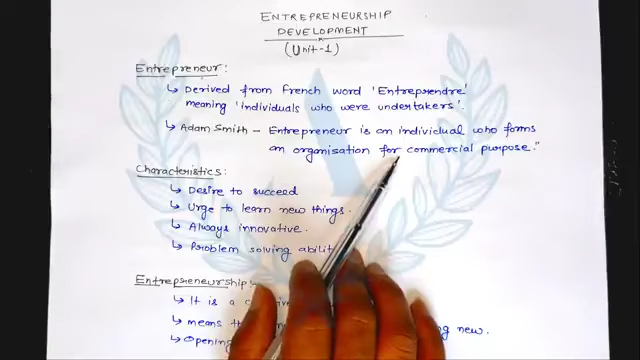 ENTREPRENEURSHIP
DEVELOPMENT
(Unit-1)
Entrepreneur:
↳ Derived from French word 'Entreprendre'
meaning 'individuals who were undertakers'.
↳ Adam Smith - Entrepreneur is an individual who forms
an organisation for commercial purpose."
Characteristics:
↳ Desire to succeed
↳ Urge to learn new things.
↳ Always innovative.
↳ Problem solving
Entrepreneurship:
↳ It is a
↳ means new.
↳ Opening